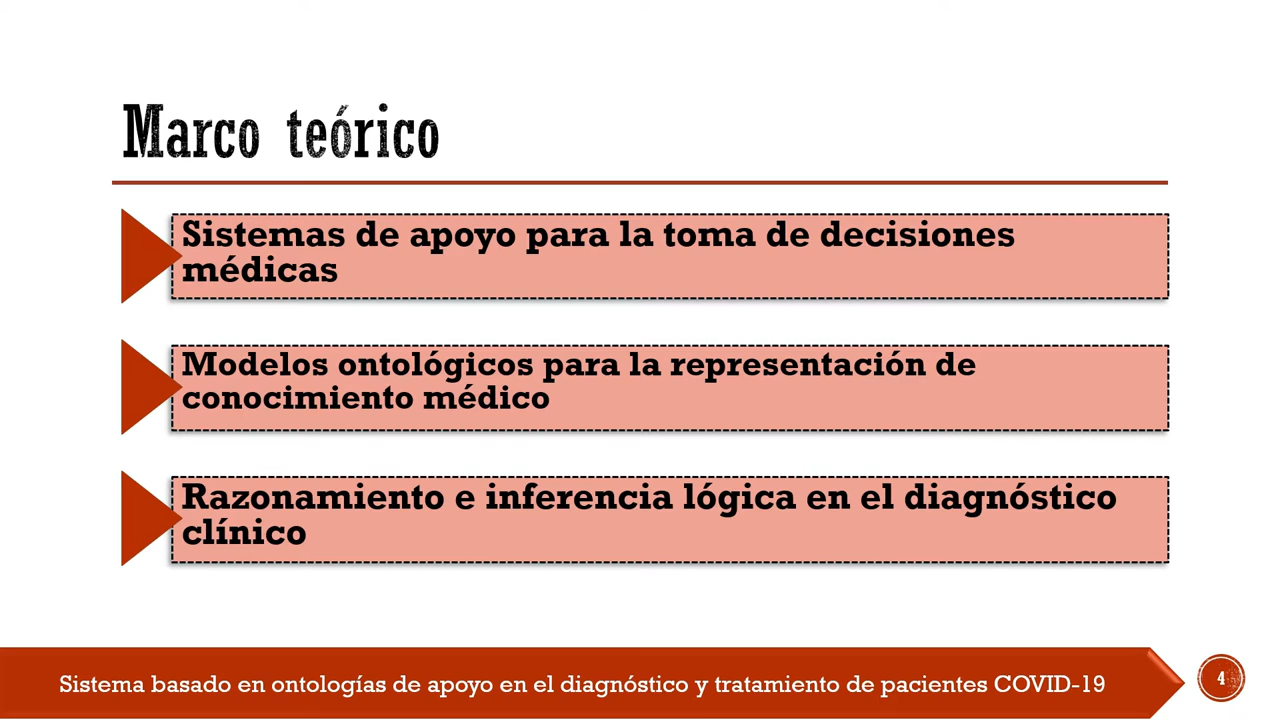 Marco teórico
Sistemas de apoyo para la toma de decisiones
médicas
Modelos ontológicos para la representación de
conocimiento médico
Razonamiento e inferencia lógica en el diagnóstico
clínico
Sistema basado en ontologías de apoyo en el diagnóstico y tratamiento de pacientes COVID-19
4